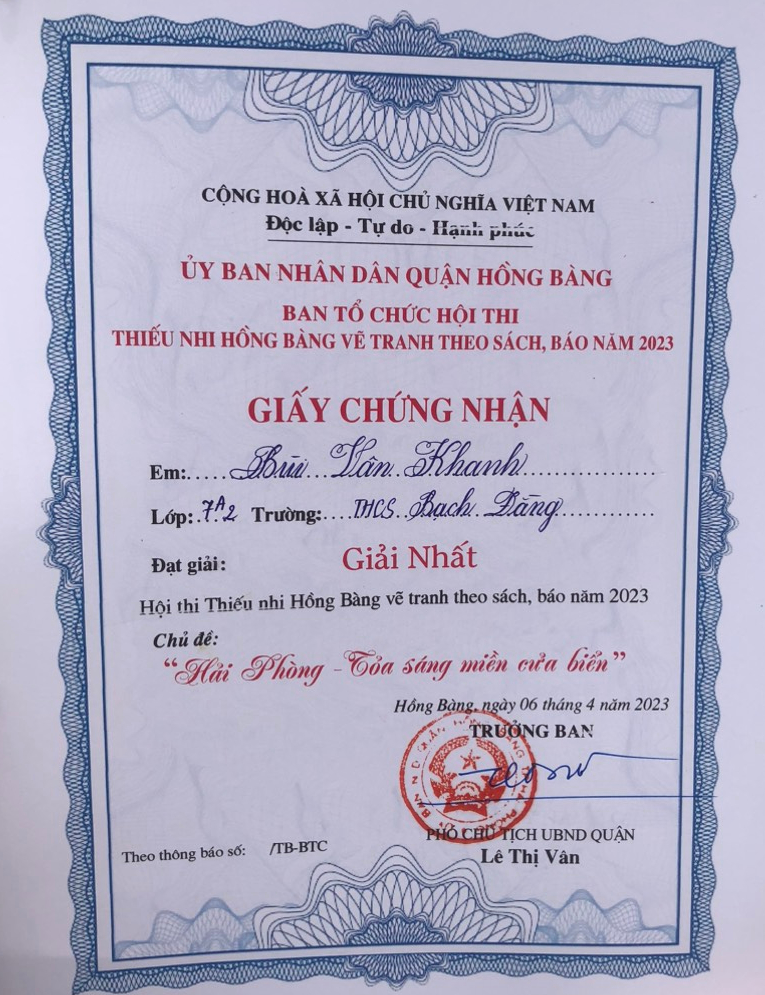 CỘNG HOÀ XÃ HỘI CHỦ NGHĨA VIỆT NAM
Độc lập - Tự do - Hạnh phúc
ỦY BAN NHÂN DÂN QUẬN HỒNG BÀNG
BAN TỔ CHỨC HỘI THI
THIẾU NHI HỒNG BÀNG VẼ TRANH THEO SÁCH, BÁO NĂM 2023
GIẤY CHỨNG NHẬN
Em:.....Bùi Vân Khanh....................
Lớp:.7A2 Trường:....THCS..Bạch Đằng.............
Đạt giải: Giải Nhất
Hội thi Thiếu nhi Hồng Bàng vẽ tranh theo sách, báo năm 2023
Chủ đề:
“Hải Phòng - Tỏa sáng miền cửa biển”
Hồng Bàng, ngày 06 tháng 4 năm 2023
TRƯỞNG BAN
PHÓ CHỦ TỊCH UBND QUẬN
Theo thông báo số: /TB-BTC
Lê Thị Vân